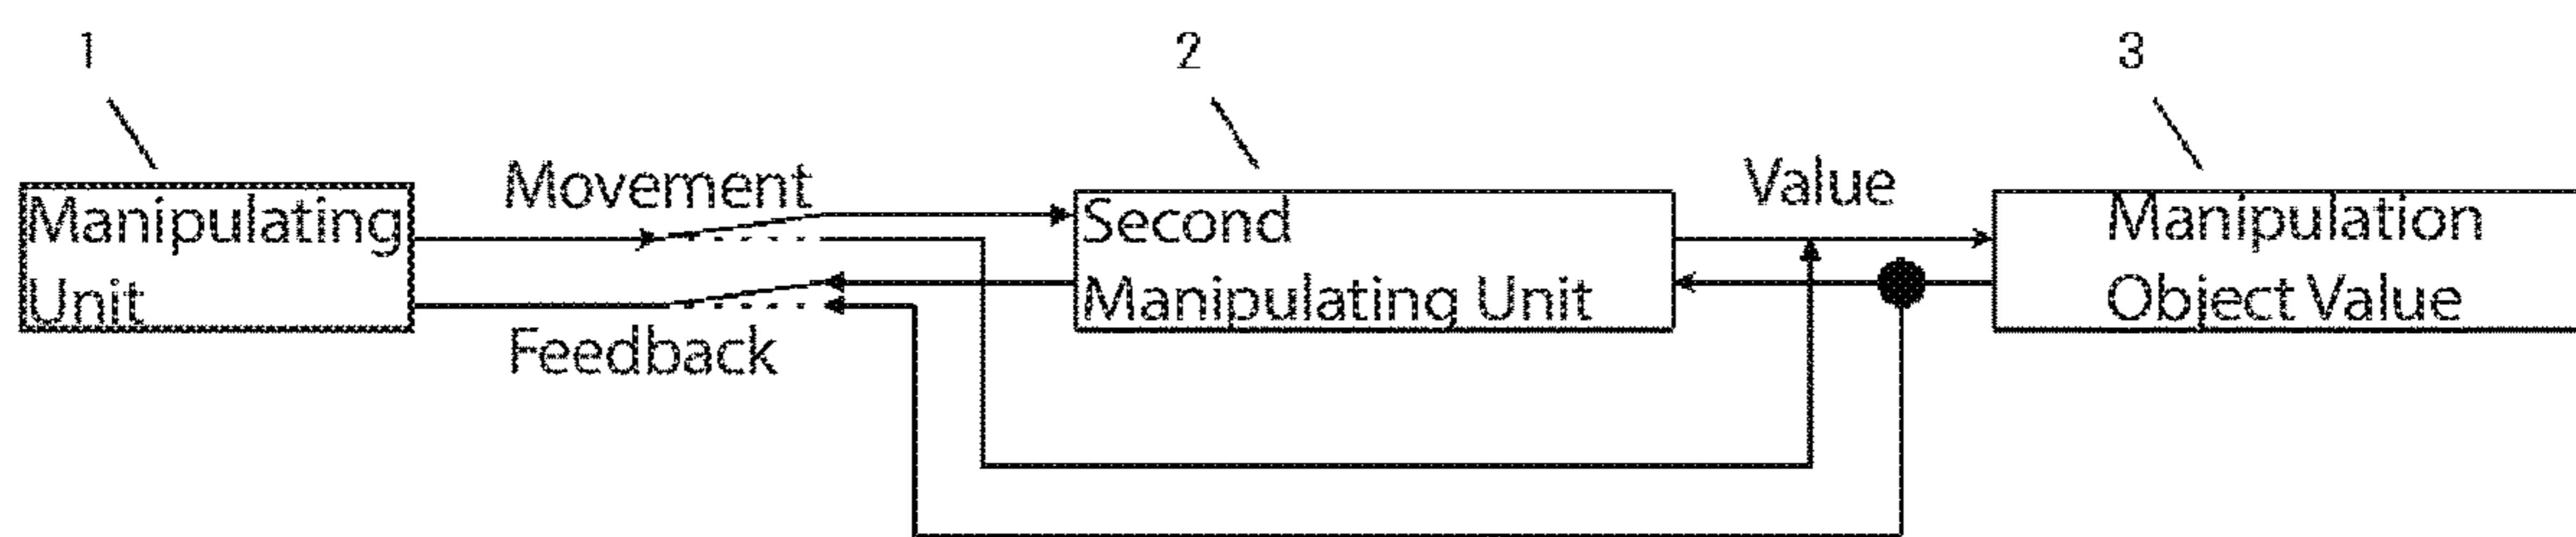 1
2
3
Movement
Value
Manipulating
Unit
Second
Manipulating Unit
Manipulation
Object Value
Feedback